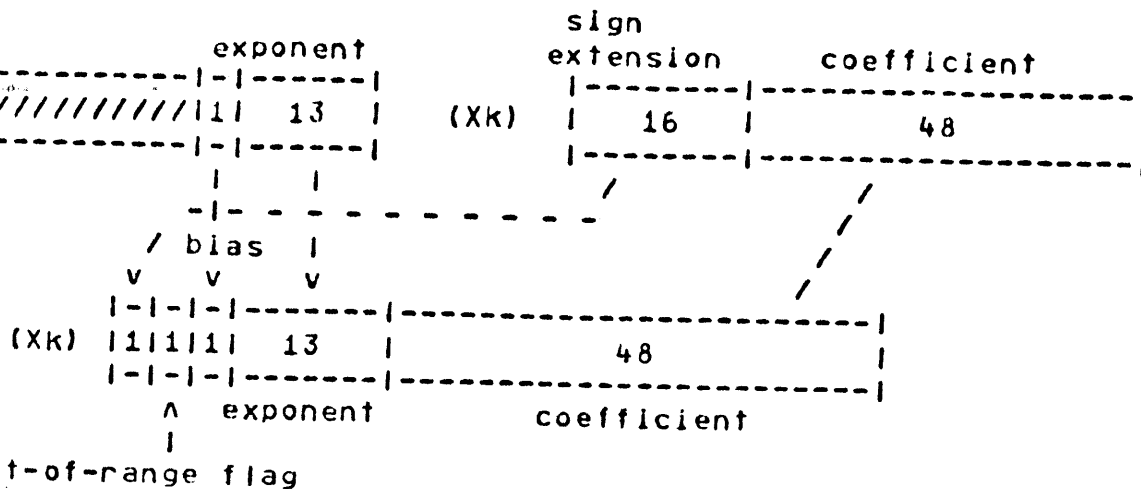 sign
exponent extension coefficient
//////////|1| 13 | (Xk) | 16 | 48
bias
(Xk) |1|1|1| 13 | 48 |
^ exponent coefficient
t-of-range flag